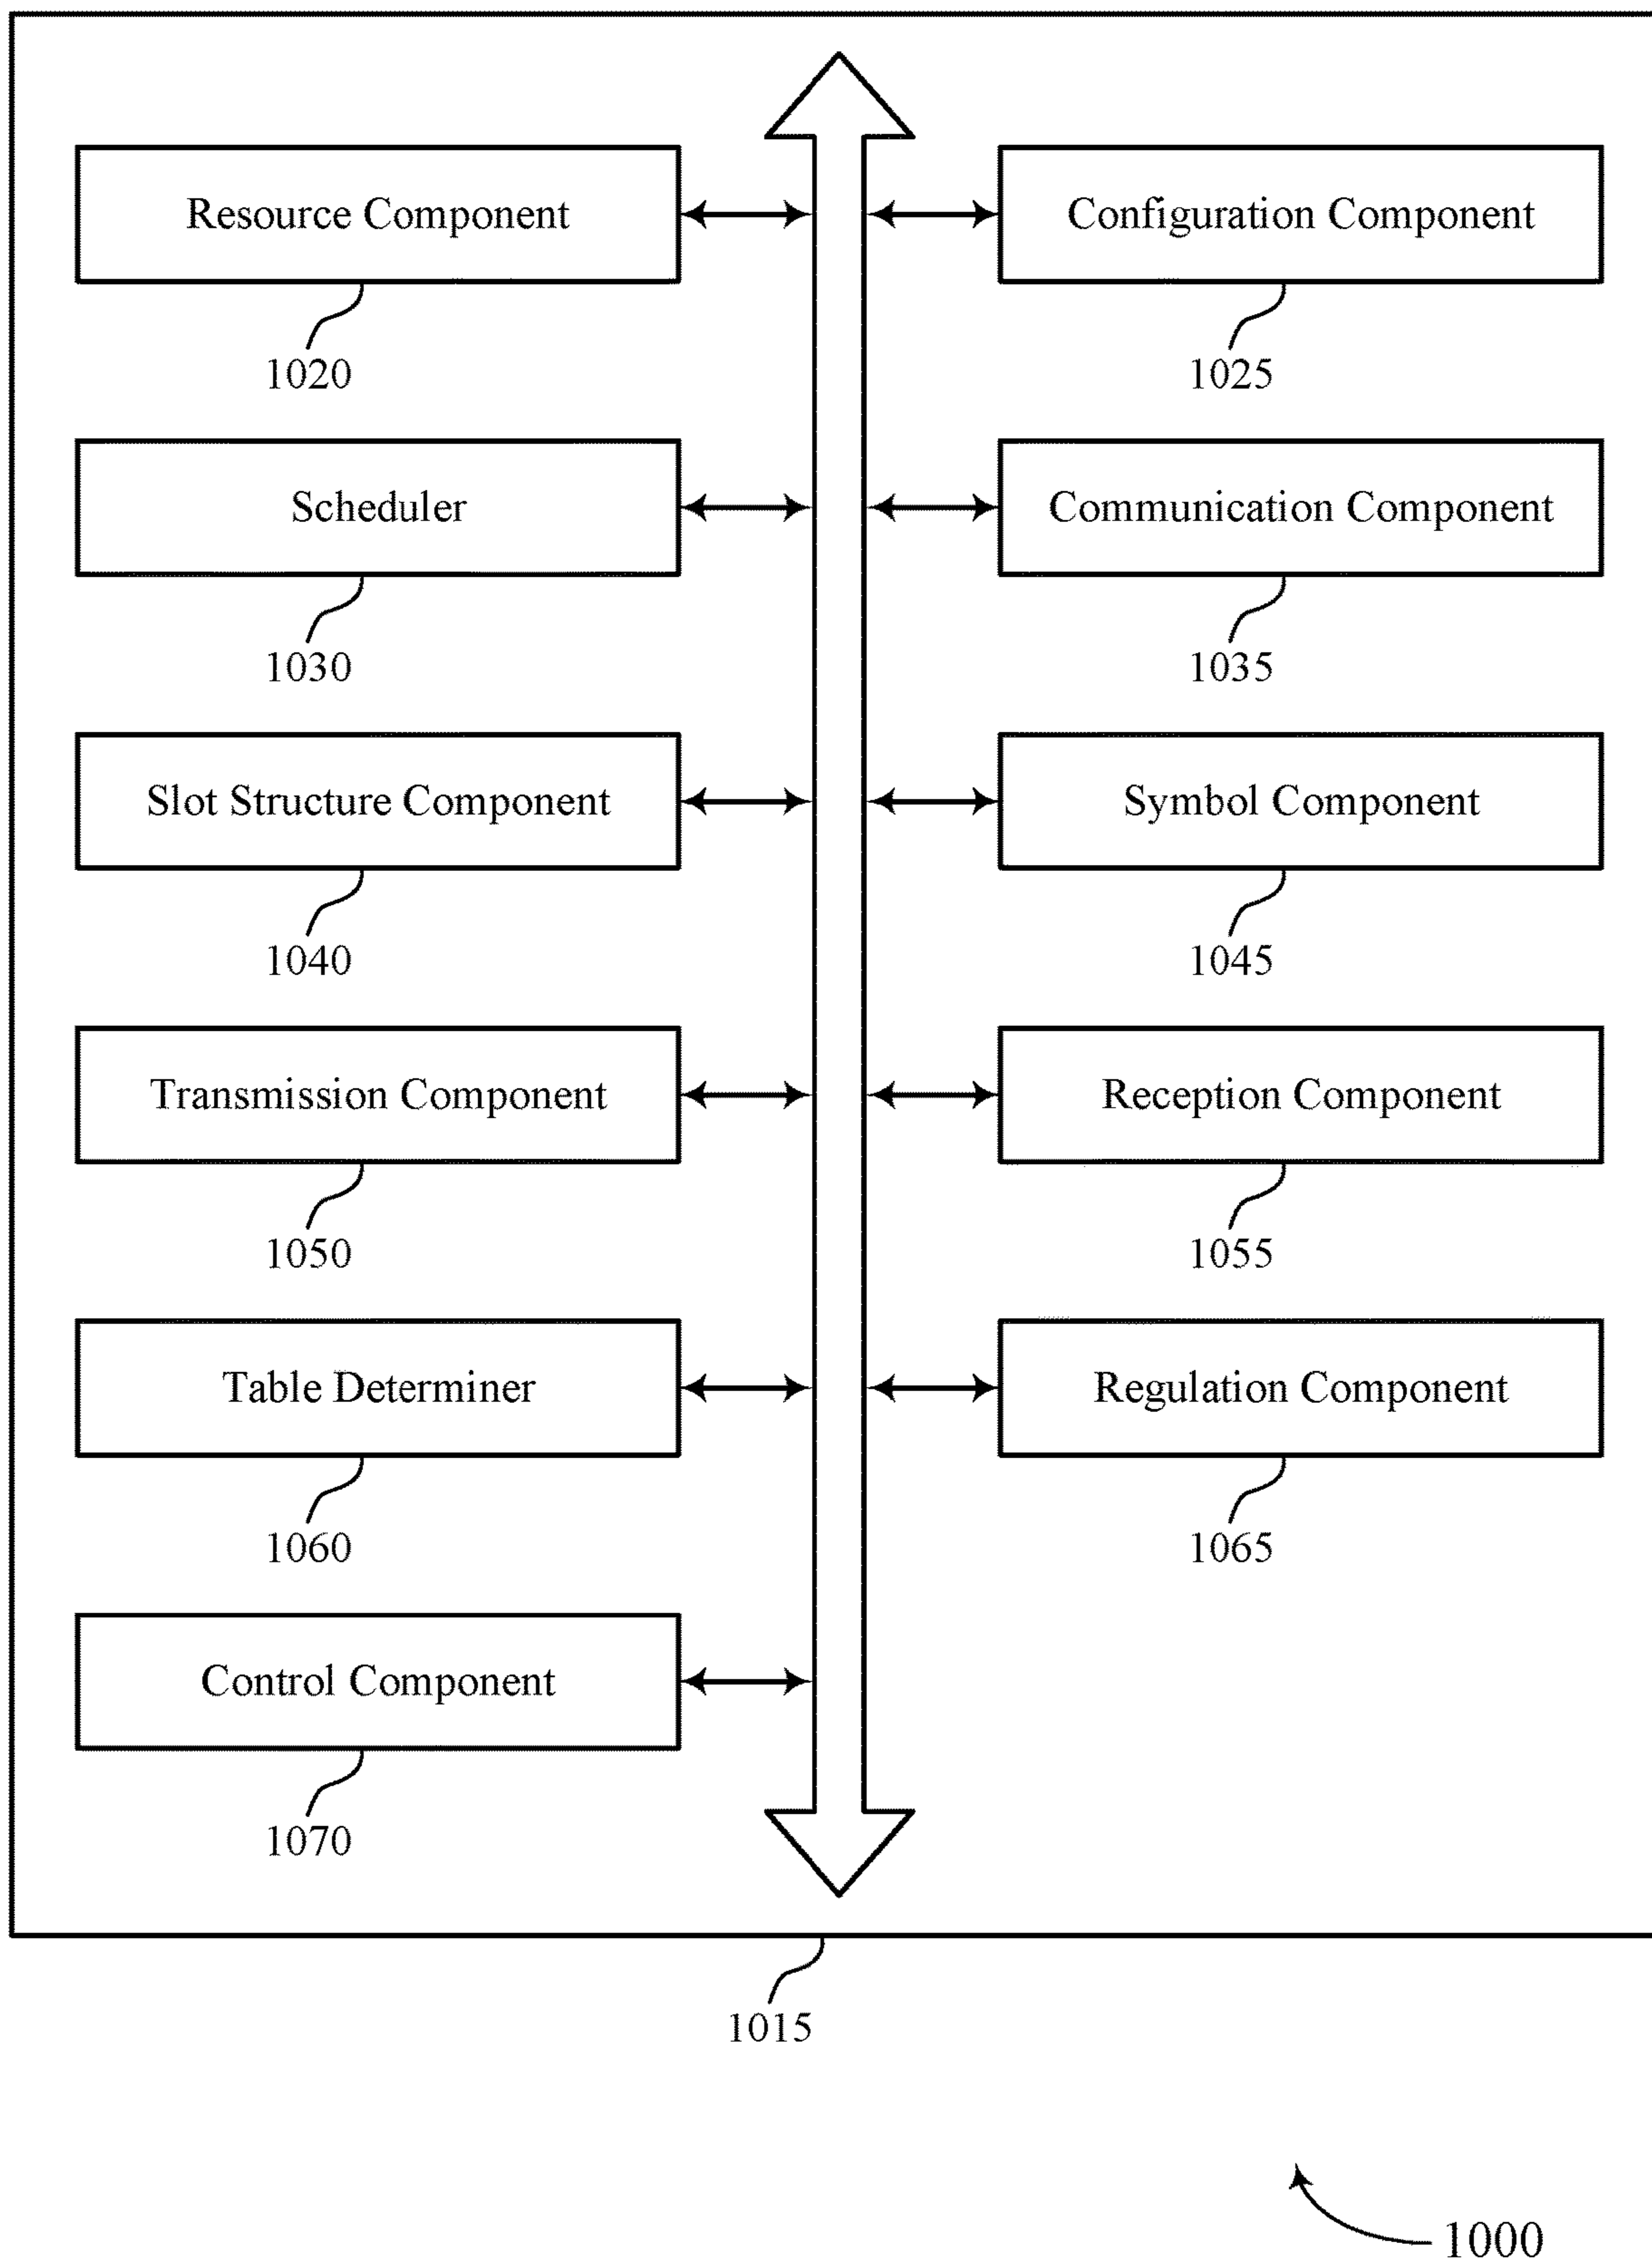 Resource Component
Configuration Component
1020
1025
Scheduler
Communication Component
1030
1035
Slot Structure Component
Symbol Component
1040
1045
Transmission Component
Reception Component
1050
1055
Table Determiner
Regulation Component
1060
1065
Control Component
1070
1015
1000